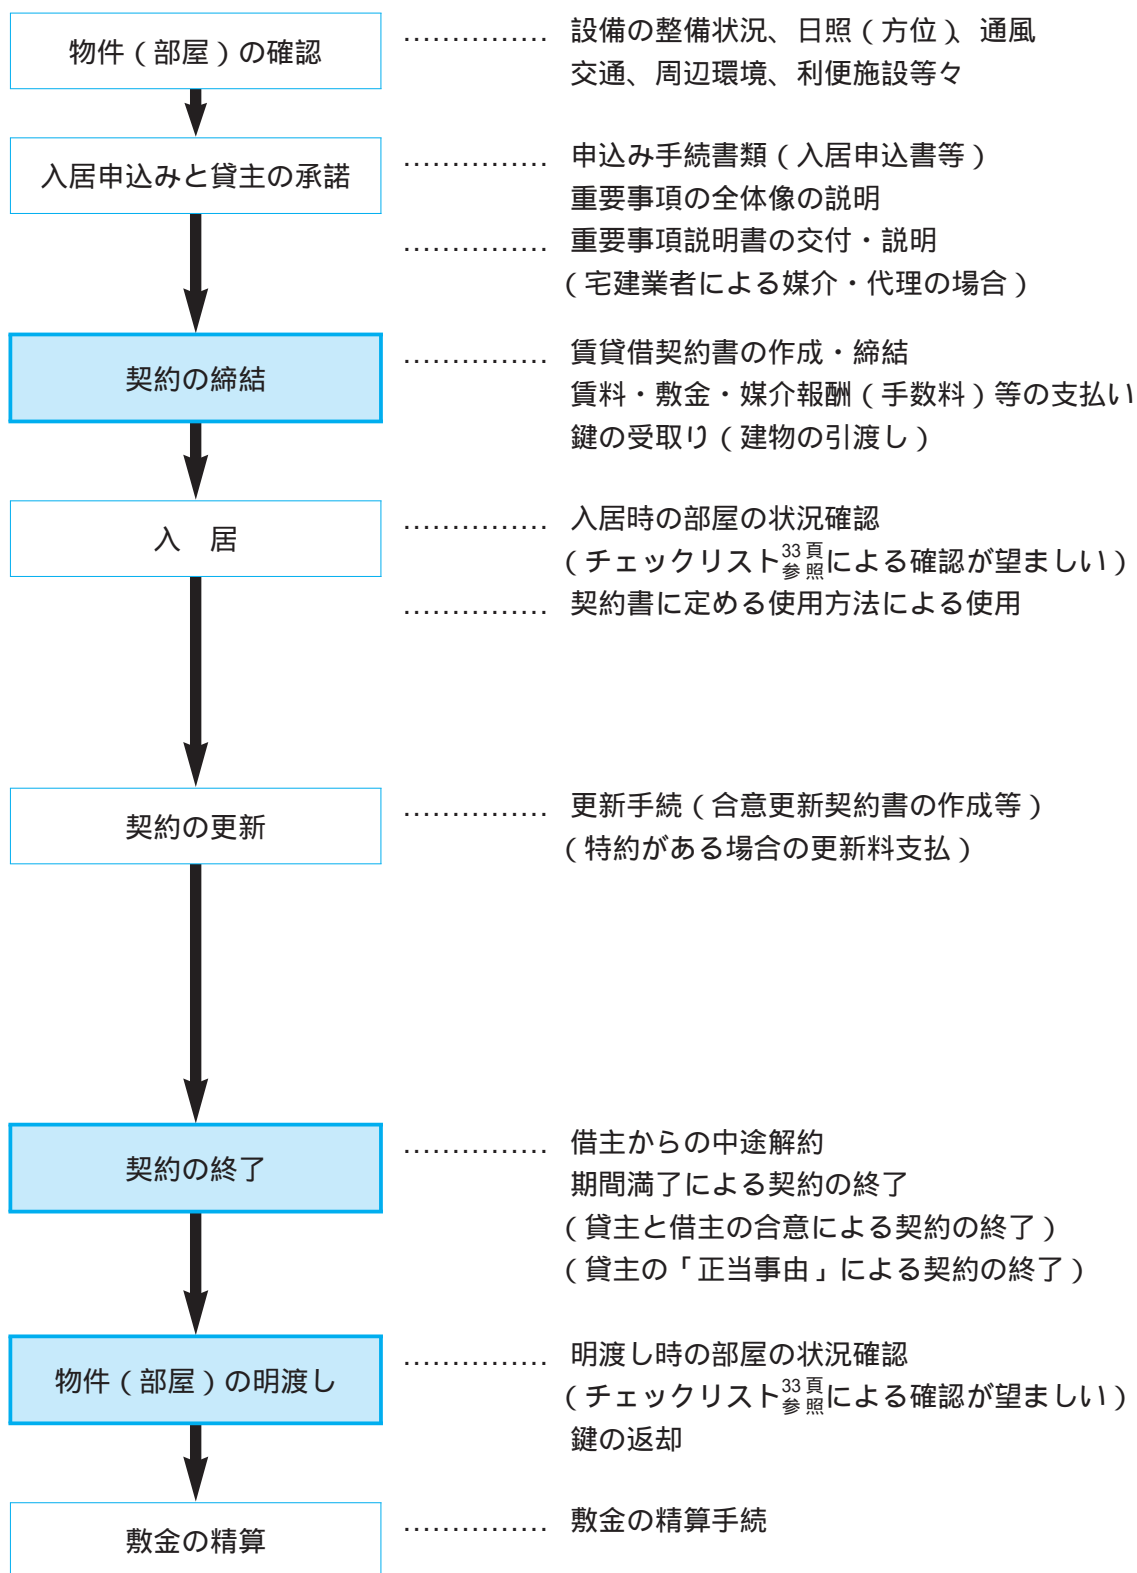 物件（部屋）の確認
…………… 設備の整備状況、日照（方位）、通風
交通、周辺環境、利便施設等々
入居申込みと貸主の承諾
…………… 申込み手続書類（入居申込書等）
重要事項の全体像の説明
…………… 重要事項説明書の交付・説明
（宅建業者による媒介・代理の場合）
契約の締結
…………… 賃貸借契約書の作成・締結
賃料・敷金・媒介報酬（手数料）等の支払い
鍵の受取り（建物の引渡し）
入　居
…………… 入居時の部屋の状況確認
（チェックリスト33頁参照による確認が望ましい）
…………… 契約書に定める使用方法による使用
契約の更新
…………… 更新手続（合意更新契約書の作成等）
（特約がある場合の更新料支払）
契約の終了
…………… 借主からの中途解約
期間満了による契約の終了
（貸主と借主の合意による契約の終了）
（貸主の「正当事由」による契約の終了）
物件（部屋）の明渡し
…………… 明渡し時の部屋の状況確認
（チェックリスト33頁参照による確認が望ましい）
鍵の返却
敷金の精算
…………… 敷金の精算手続